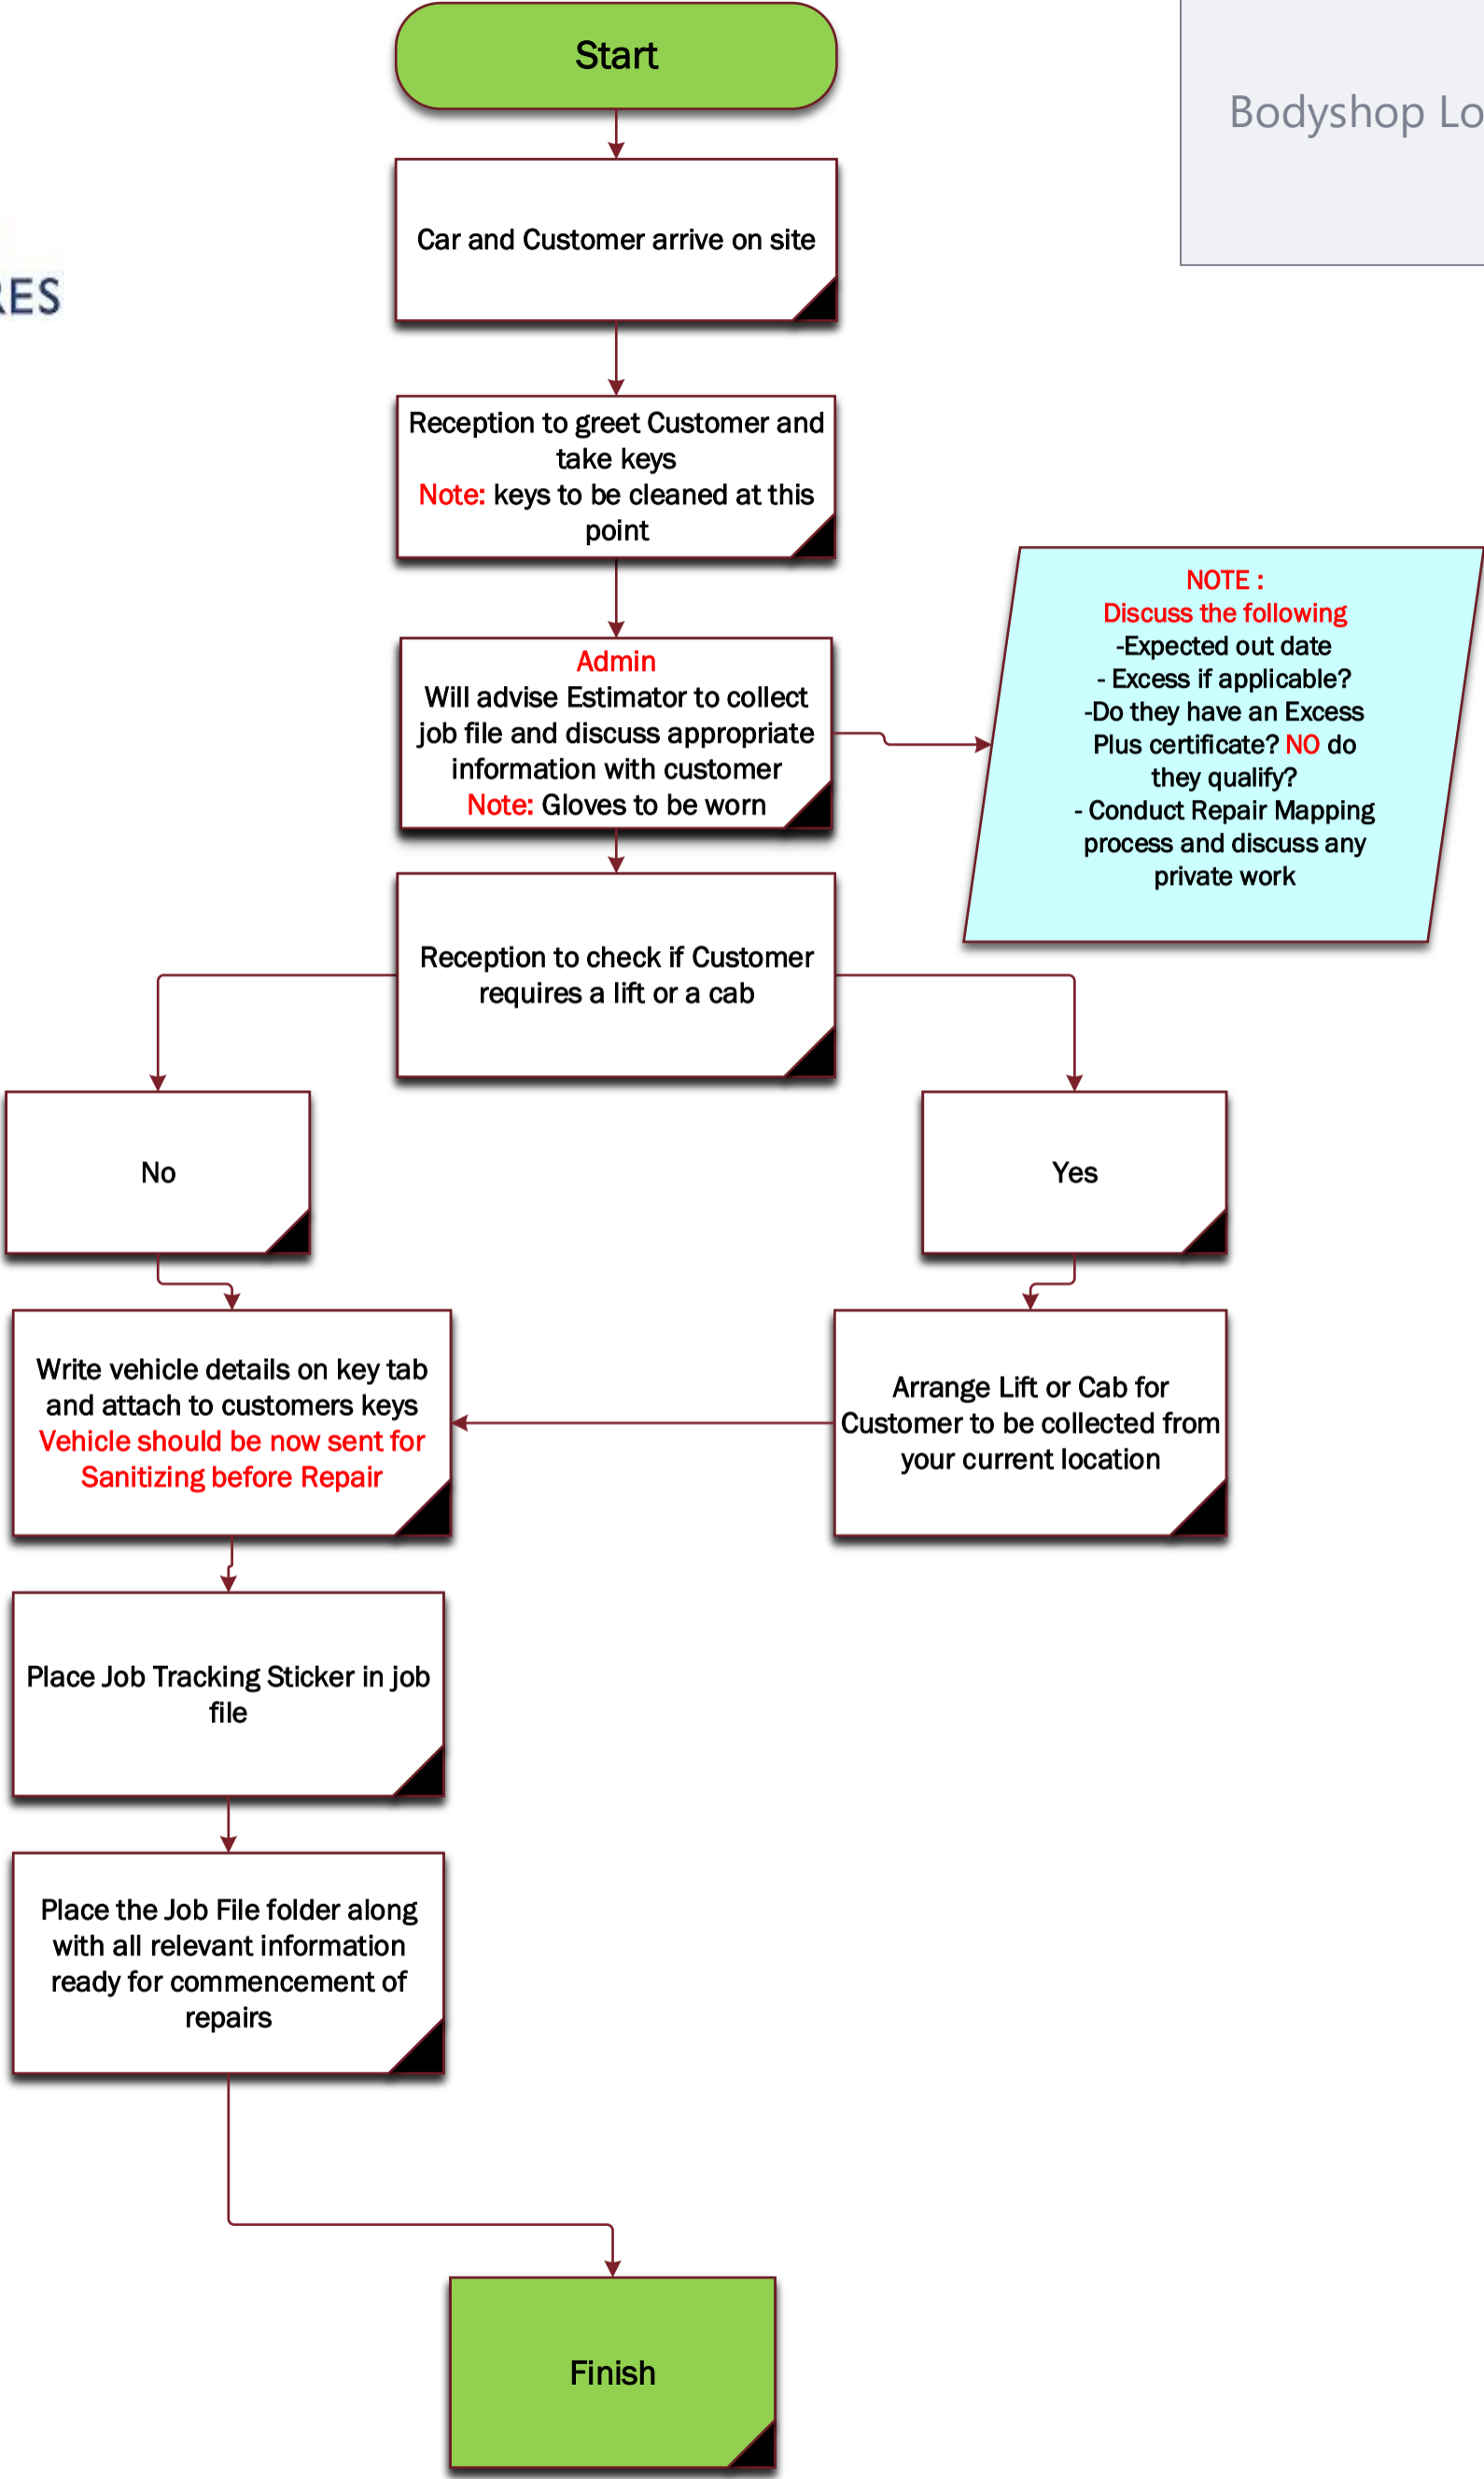 Start
Bodyshop Lo
RES
Car and Customer arrive on site
Reception to greet Customer and
take keys
Note: keys to be cleaned at this
point
Admin
Will advise Estimator to collect
job file and discuss appropriate
information with customer
Note: Gloves to be worn
NOTE :
Discuss the following
-Expected out date
- Excess if applicable?
-Do they have an Excess
Plus certificate? NO do
they qualify?
- Conduct Repair Mapping
process and discuss any
private work
Reception to check if Customer
requires a lift or a cab
No
Yes
Write vehicle details on key tab
and attach to customers keys
Vehicle should be now sent for
Sanitizing before Repair
Arrange Lift or Cab for
Customer to be collected from
your current location
Place Job Tracking Sticker in job
file
Place the Job File folder along
with all relevant information
ready for commencement of
repairs
Finish